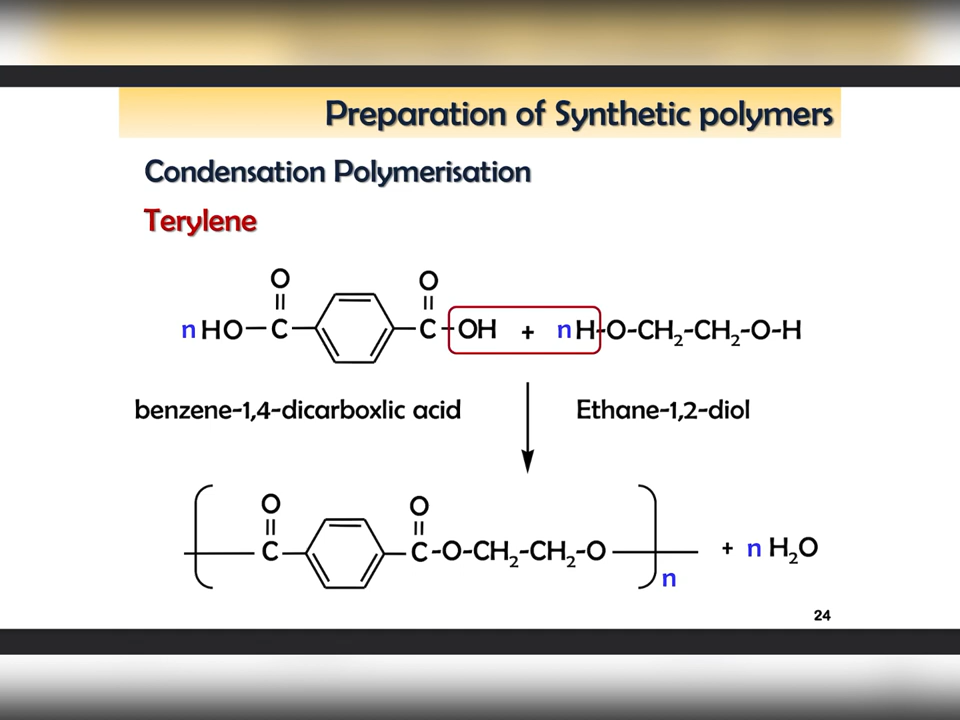 Preparation of Synthetic polymers
Condensation Polymerisation
Terylene
O O
n HO C C OH + n H-O-CH₂-CH₂-O-H
benzene-1,4-dicarboxlic acid Ethane-1,2-diol
O O
C C-O-CH₂-CH₂-O + n H₂O
n
24